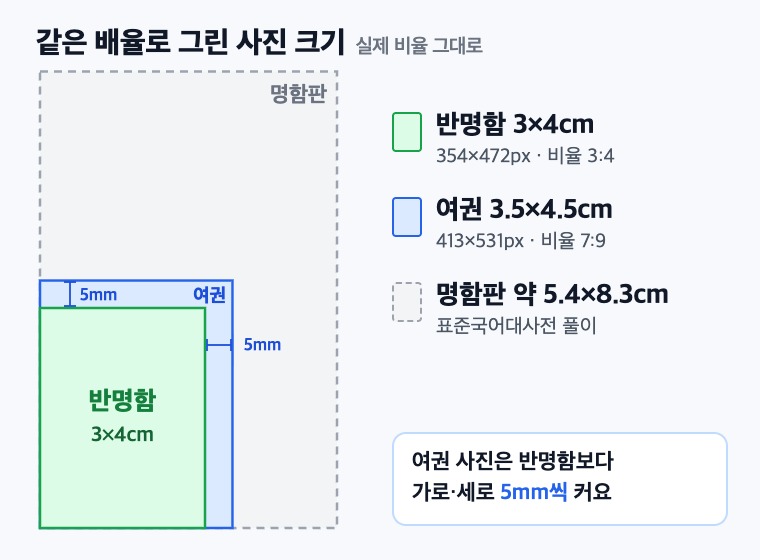 같은 배율로 그린 사진 크기 실제 비율 그대로
명함판
반명함 3×4cm
354×472px · 비율 3:4
여권 3.5×4.5cm
413×531px · 비율 7:9
명함판 약 5.4×8.3cm
표준국어대사전 풀이
5mm
여권
5mm
반명함
3×4cm
여권 사진은 반명함보다
가로·세로 5mm씩 커요